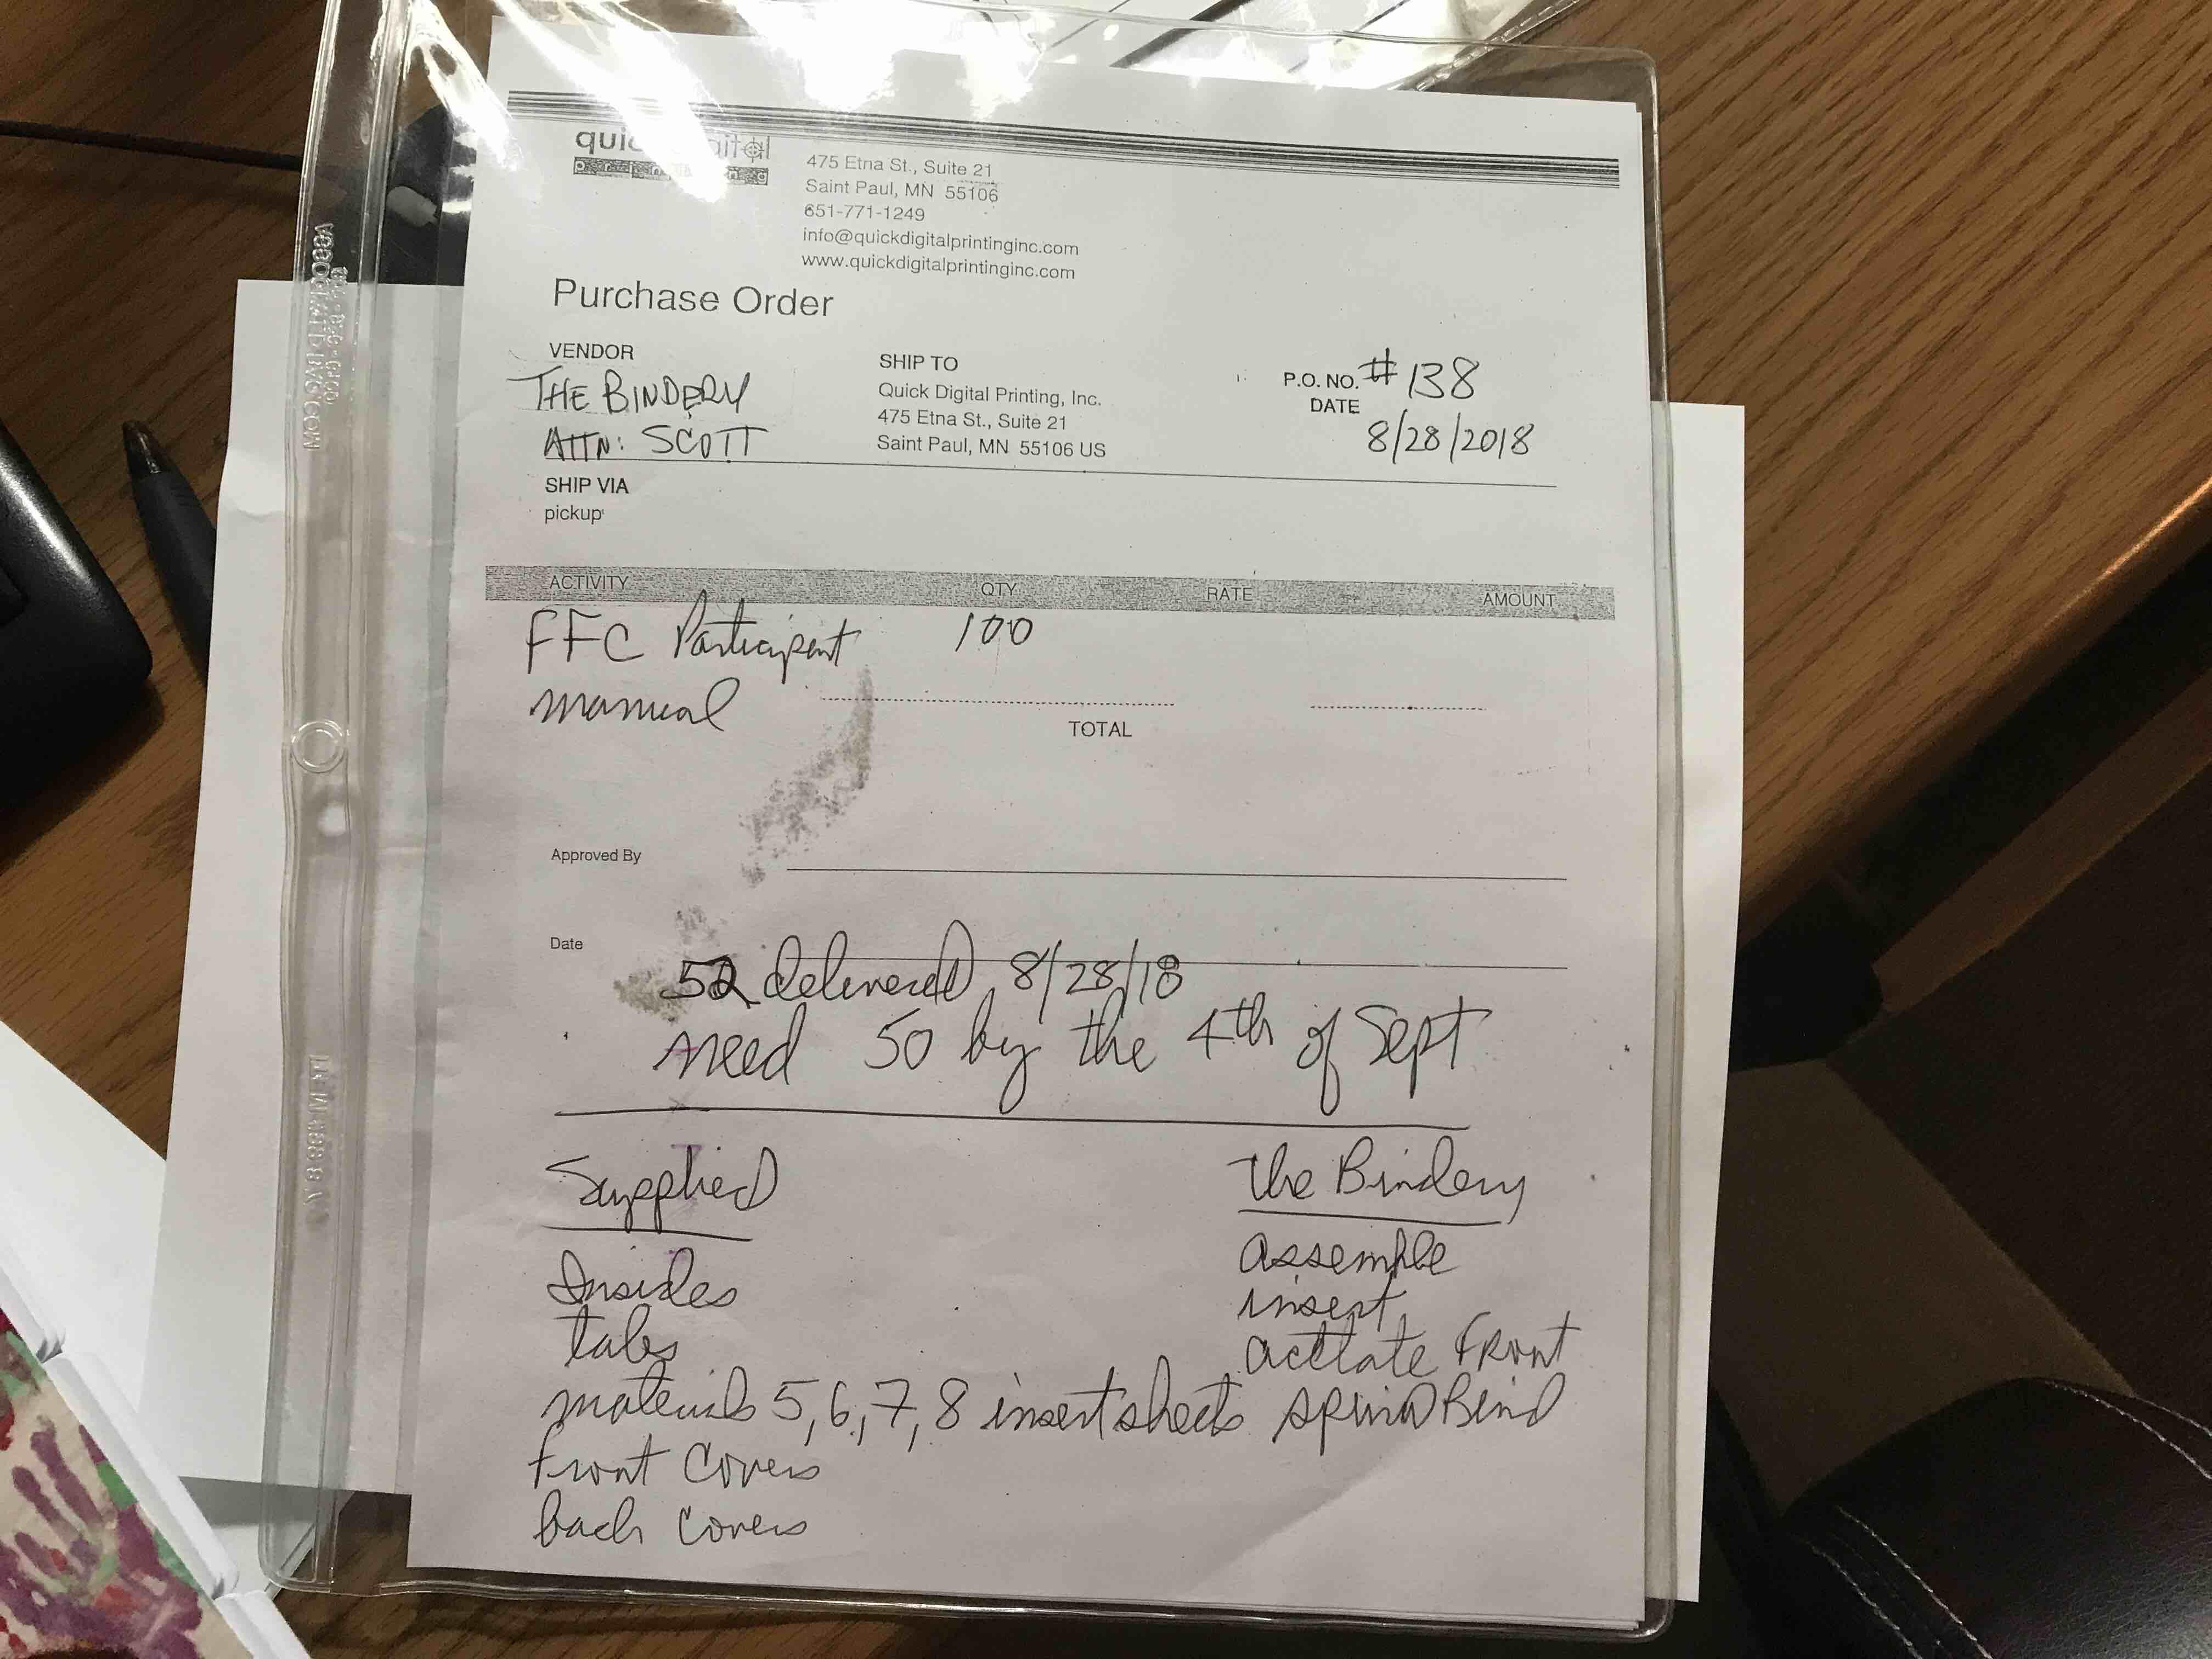 475 Etna St., Suite 21
Saint Paul, MN 55106
651-771-1249
info@quickdigitalprintinginc.com
www.quickdigitalprintinginc.com
Purchase Order
VENDOR
THE BINDERY
ATTN: SCOTT
SHIP TO
Quick Digital Printing, Inc.
475 Etna St., Suite 21
Saint Paul, MN 55106 US
P.O. NO. # 138
DATE
8/28/2018
SHIP VIA
pickup
ACTIVITY QTY RATE AMOUNT
FFC Participent 100
manual
TOTAL
Approved By
Date
52 delivered 8/28/18
need 50 by the 4th of Sept
Supplied
Insides
tabs
materials 5,6,7,8 insert sheets
Front Covers
back covers
The Bindery
assemble
insert
acetate Front
spiral Bind